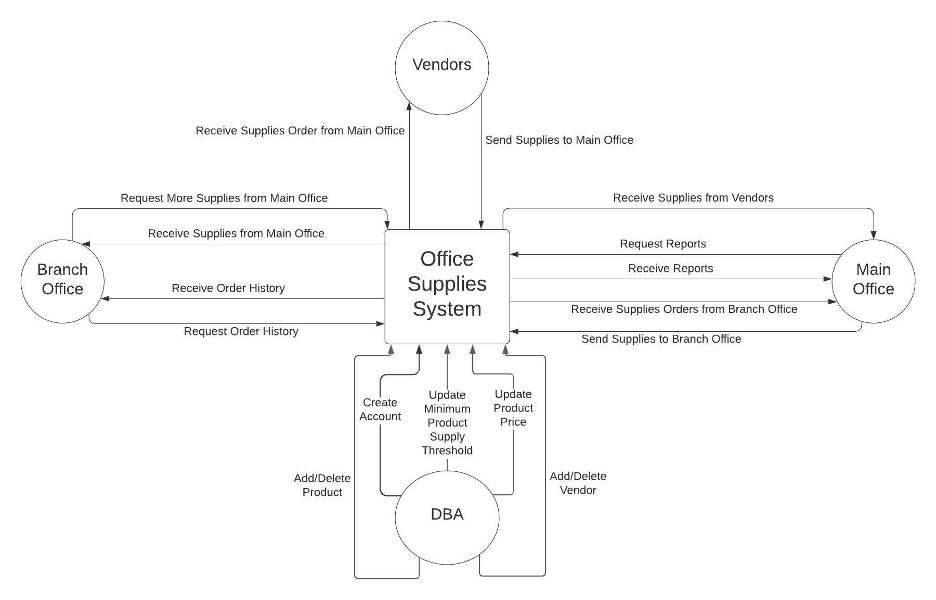 Vendors
Receive Supplies Order from Main Office
Send Supplies to Main Office
Request More Supplies from Main Office
Receive Supplies from Vendors
Receive Supplies from Main Office
Request Reports
Branch
Office
Office
Supplies
System
Receive Reports
Main
Office
Receive Order History
Receive Supplies Orders from Branch Office
Request Order History
Send Supplies to Branch Office
Create
Account
Update
Minimum
Product
Supply
Threshold
Update
Product
Price
Add/Delete
Product
Add/Delete
Vendor
DBA